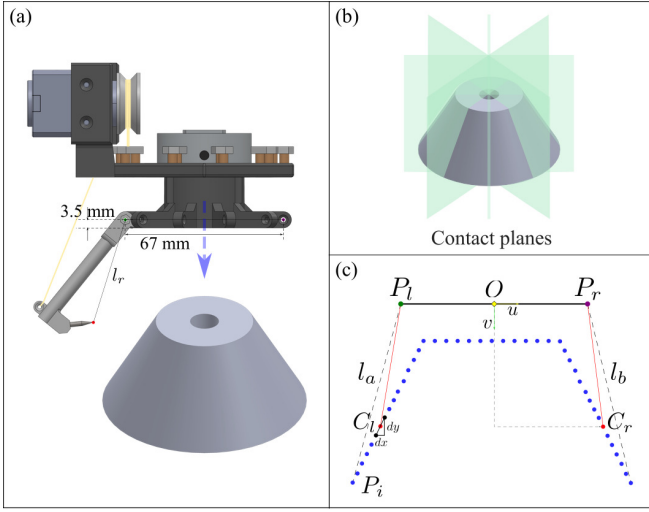 (a)
3.5 mm
67 mm
l_r
(b)
Contact planes
(c)
P_l O P_r
u
v
l_a l_b
C_l dy C_r
dx
P_i